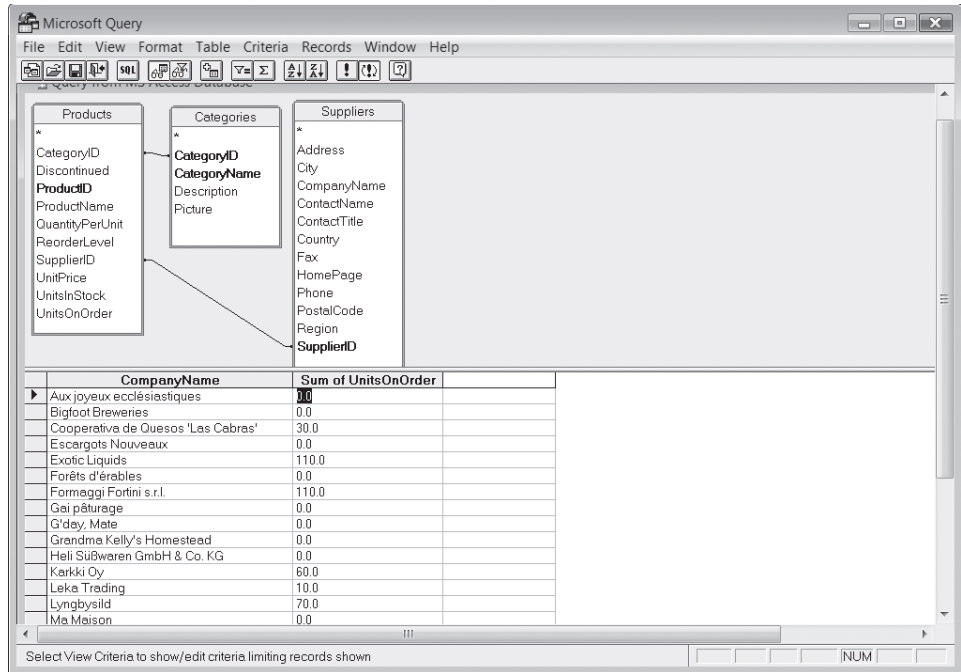 Microsoft Query
File Edit View Format Table Criteria Records Window Help
SQL
Query from MS Access Database
Products
*
CategoryID
Discontinued
ProductID
ProductName
QuantityPerUnit
ReorderLevel
SupplierID
UnitPrice
UnitsInStock
UnitsOnOrder
Categories
*
CategoryID
CategoryName
Description
Picture
Suppliers
*
Address
City
CompanyName
ContactName
ContactTitle
Country
Fax
HomePage
Phone
PostalCode
Region
SupplierID
CompanyName Sum of UnitsOnOrder
Aux joyeux ecclésiastiques 0.0
Bigfoot Breweries 0.0
Cooperativa de Quesos 'Las Cabras' 30.0
Escargots Nouveaux 0.0
Exotic Liquids 110.0
Forêts d'érables 0.0
Formaggi Fortini s.r.l. 110.0
Gai pâturage 0.0
G'day, Mate 0.0
Grandma Kelly's Homestead 0.0
Heli Süßwaren GmbH & Co. KG 0.0
Karkki Oy 60.0
Leka Trading 10.0
Lyngbysild 70.0
Ma Maison 0.0
Select View Criteria to show/edit criteria limiting records shown NUM